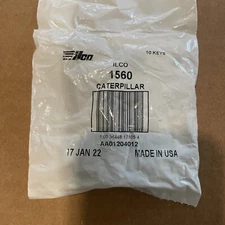 ilco
10 KEYS
ILCO
1560
CATERPILLAR
AA01204012
17 JAN 22 MADE IN USA